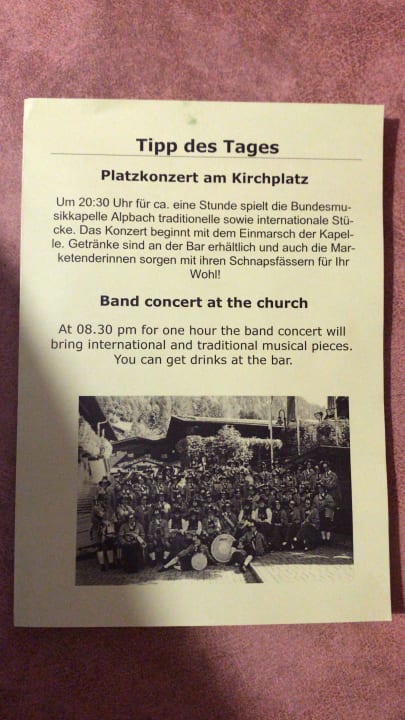 Tipp des Tages
Platzkonzert am Kirchplatz
Um 20:30 Uhr für ca. eine Stunde spielt die Bundesmu-
sikkapelle Alpbach traditionelle sowie internationale Stü-
cke. Das Konzert beginnt mit dem Einmarsch der Kapel-
le. Getränke sind an der Bar erhältlich und auch die Mar-
ketenderinnen sorgen mit ihren Schnapsfässern für Ihr
Wohl!
Band concert at the church
At 08.30 pm for one hour the band concert will
bring international and traditional musical pieces.
You can get drinks at the bar.